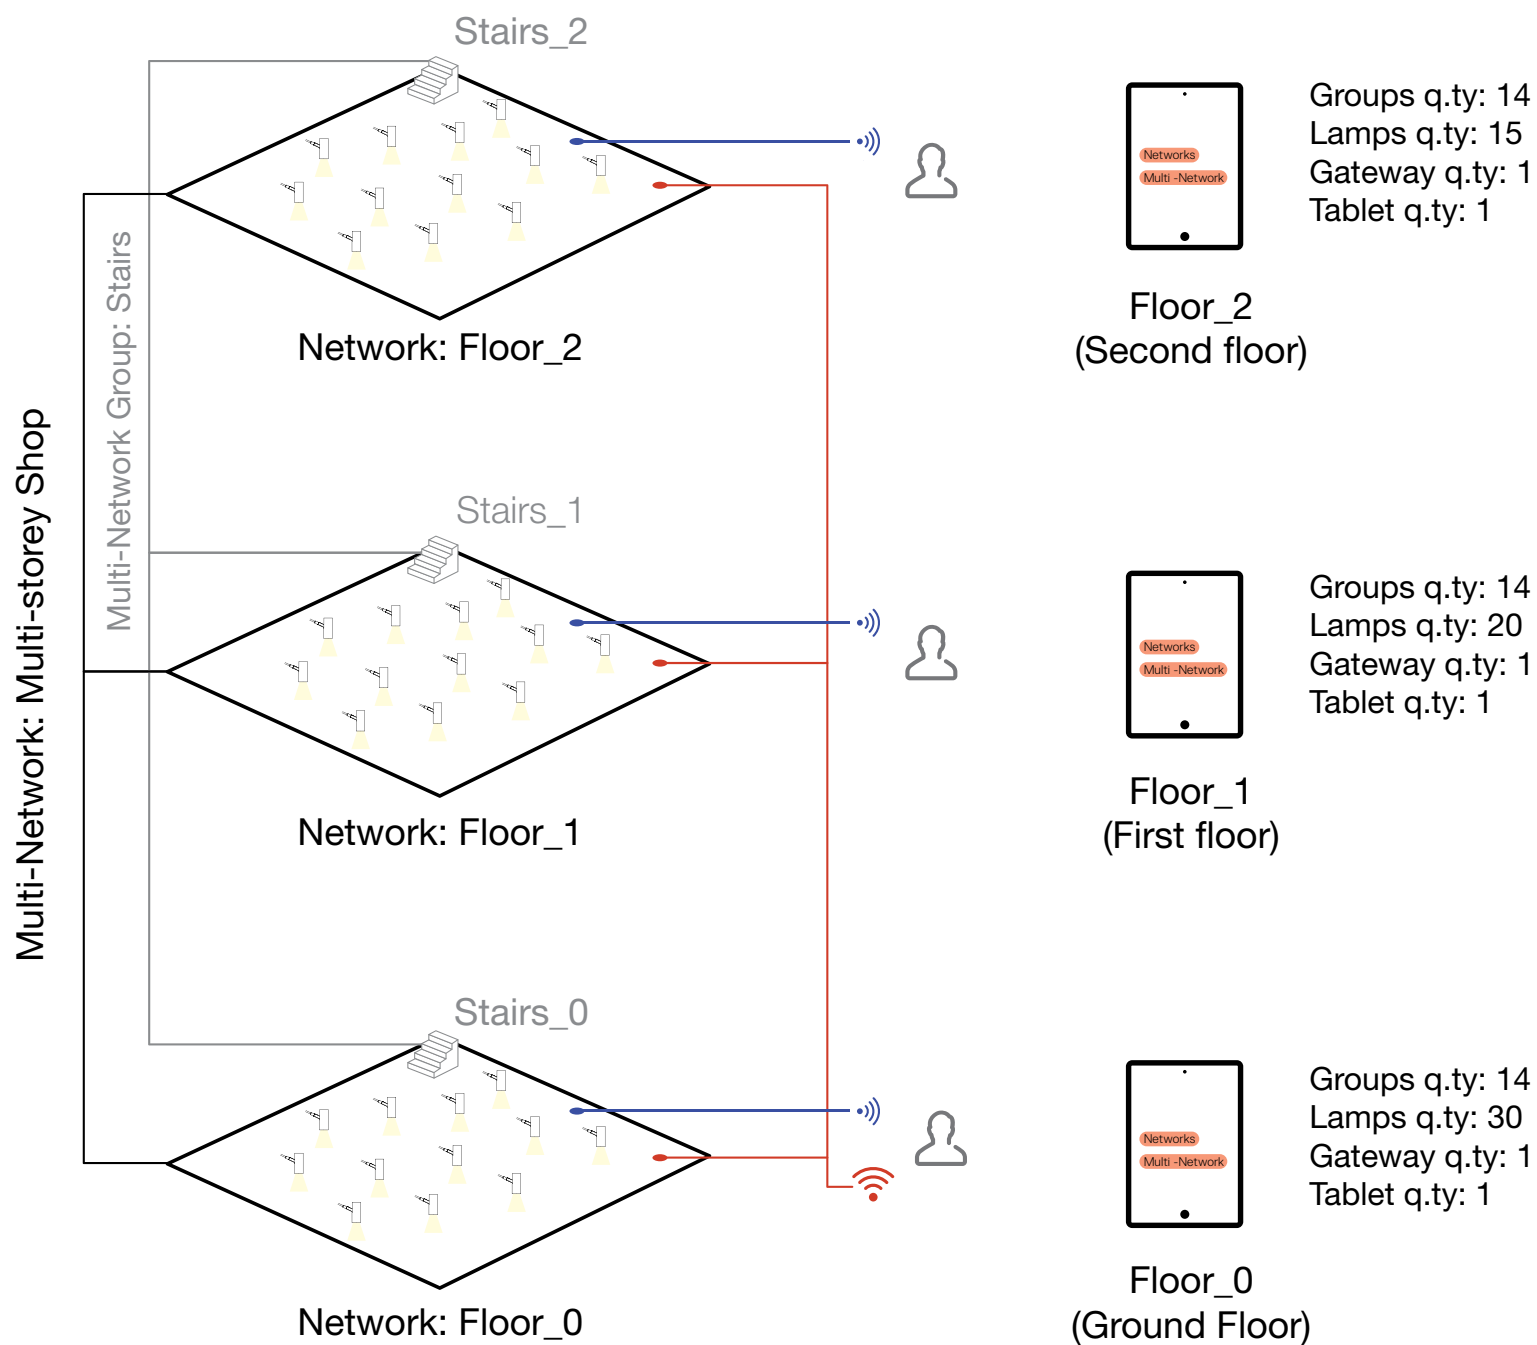 Stairs_2
Groups q.ty: 14
Lamps q.ty: 15
Gateway q.ty: 1
Tablet q.ty: 1
Networks
Multi -Network
Floor_2
(Second floor)
Network: Floor_2
Multi-Network Group: Stairs
Multi-Network: Multi-storey Shop
Stairs_1
Groups q.ty: 14
Lamps q.ty: 20
Gateway q.ty: 1
Tablet q.ty: 1
Networks
Multi -Network
Floor_1
(First floor)
Network: Floor_1
Stairs_0
Groups q.ty: 14
Lamps q.ty: 30
Gateway q.ty: 1
Tablet q.ty: 1
Networks
Multi -Network
Floor_0
(Ground Floor)
Network: Floor_0